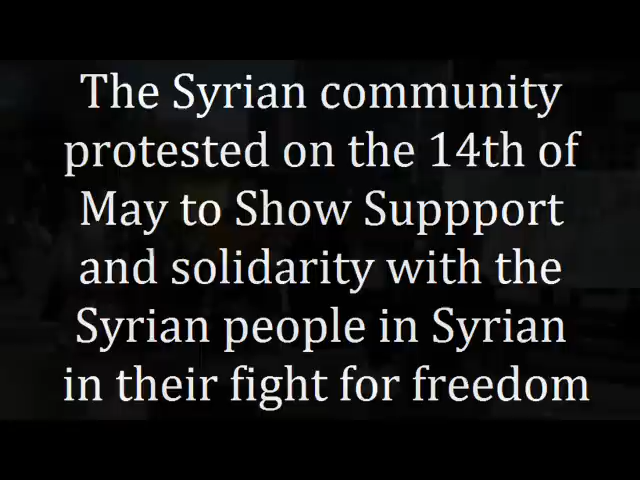 The Syrian community
protested on the 14th of
May to Show Suppport
and solidarity with the
Syrian people in Syrian
in their fight for freedom